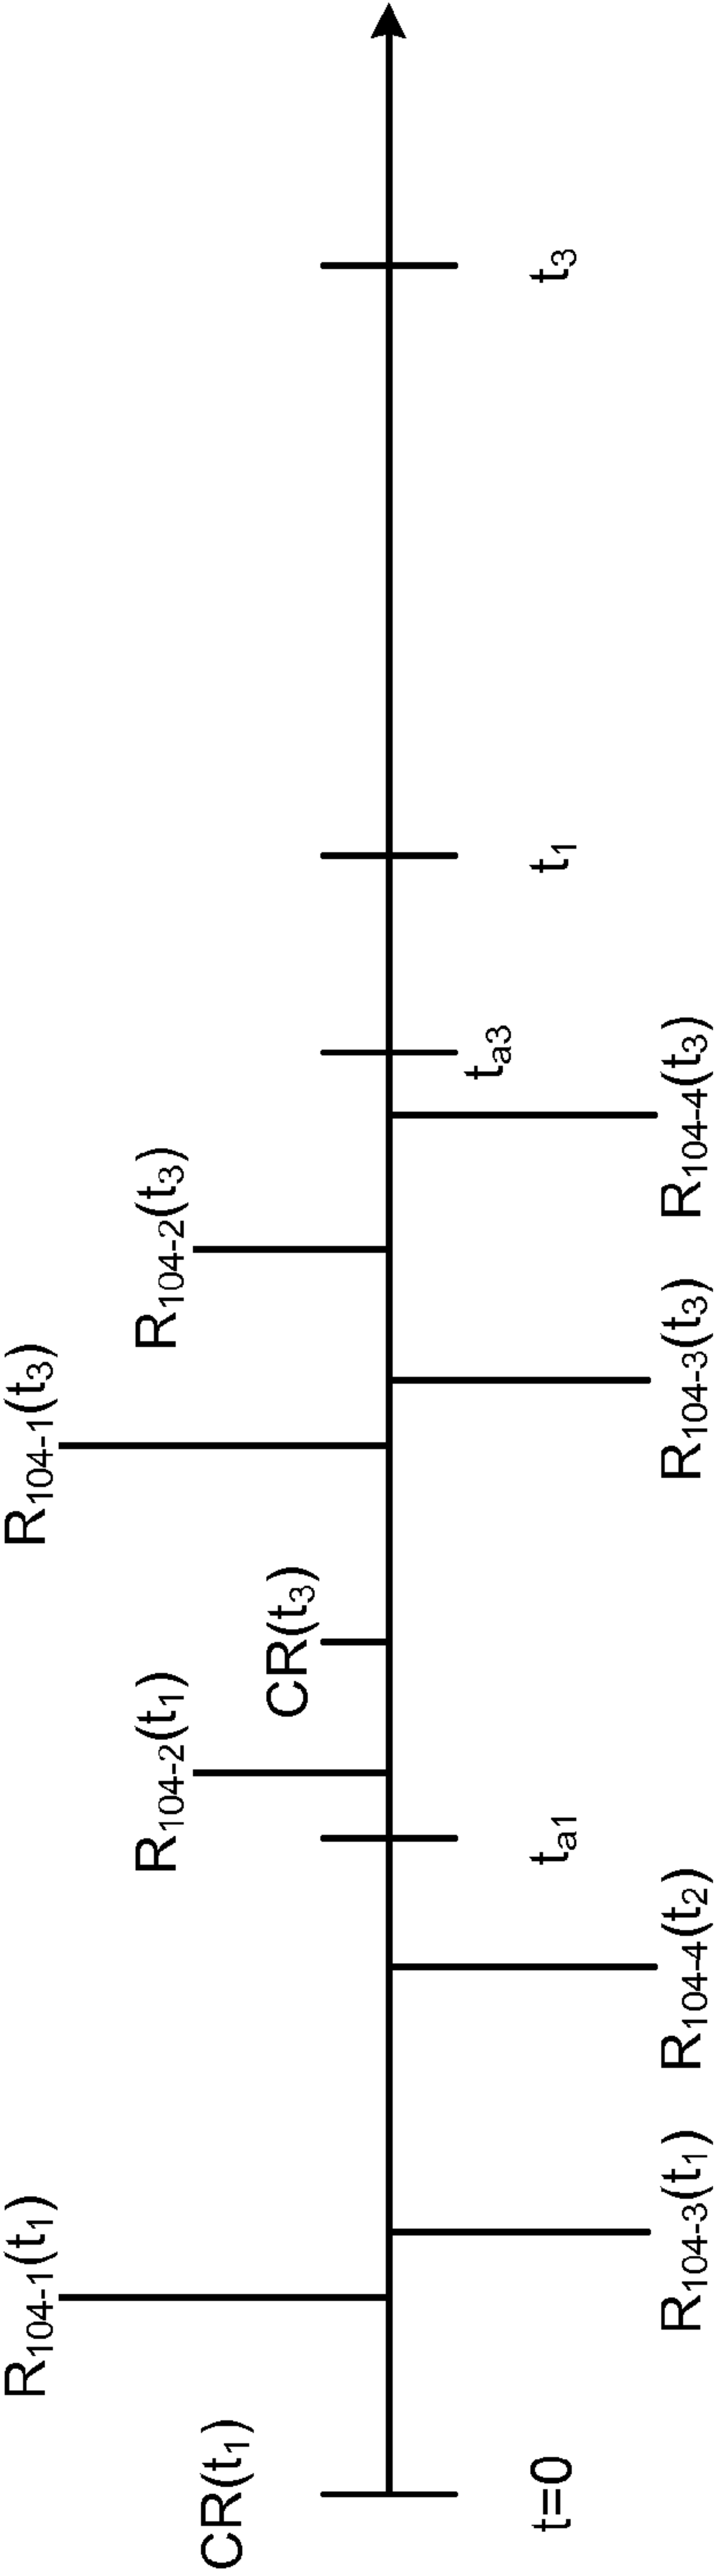 CR(t₁)
t=0
R₁₀₄₋₁(t₁)
R₁₀₄₋₃(t₁)
R₁₀₄₋₄(t₂)
tₐ₁
R₁₀₄₋₂(t₁)
CR(t₃)
R₁₀₄₋₁(t₃)
R₁₀₄₋₃(t₃)
R₁₀₄₋₂(t₃)
R₁₀₄₋₄(t₃)
tₐ₃
t₁
t₃